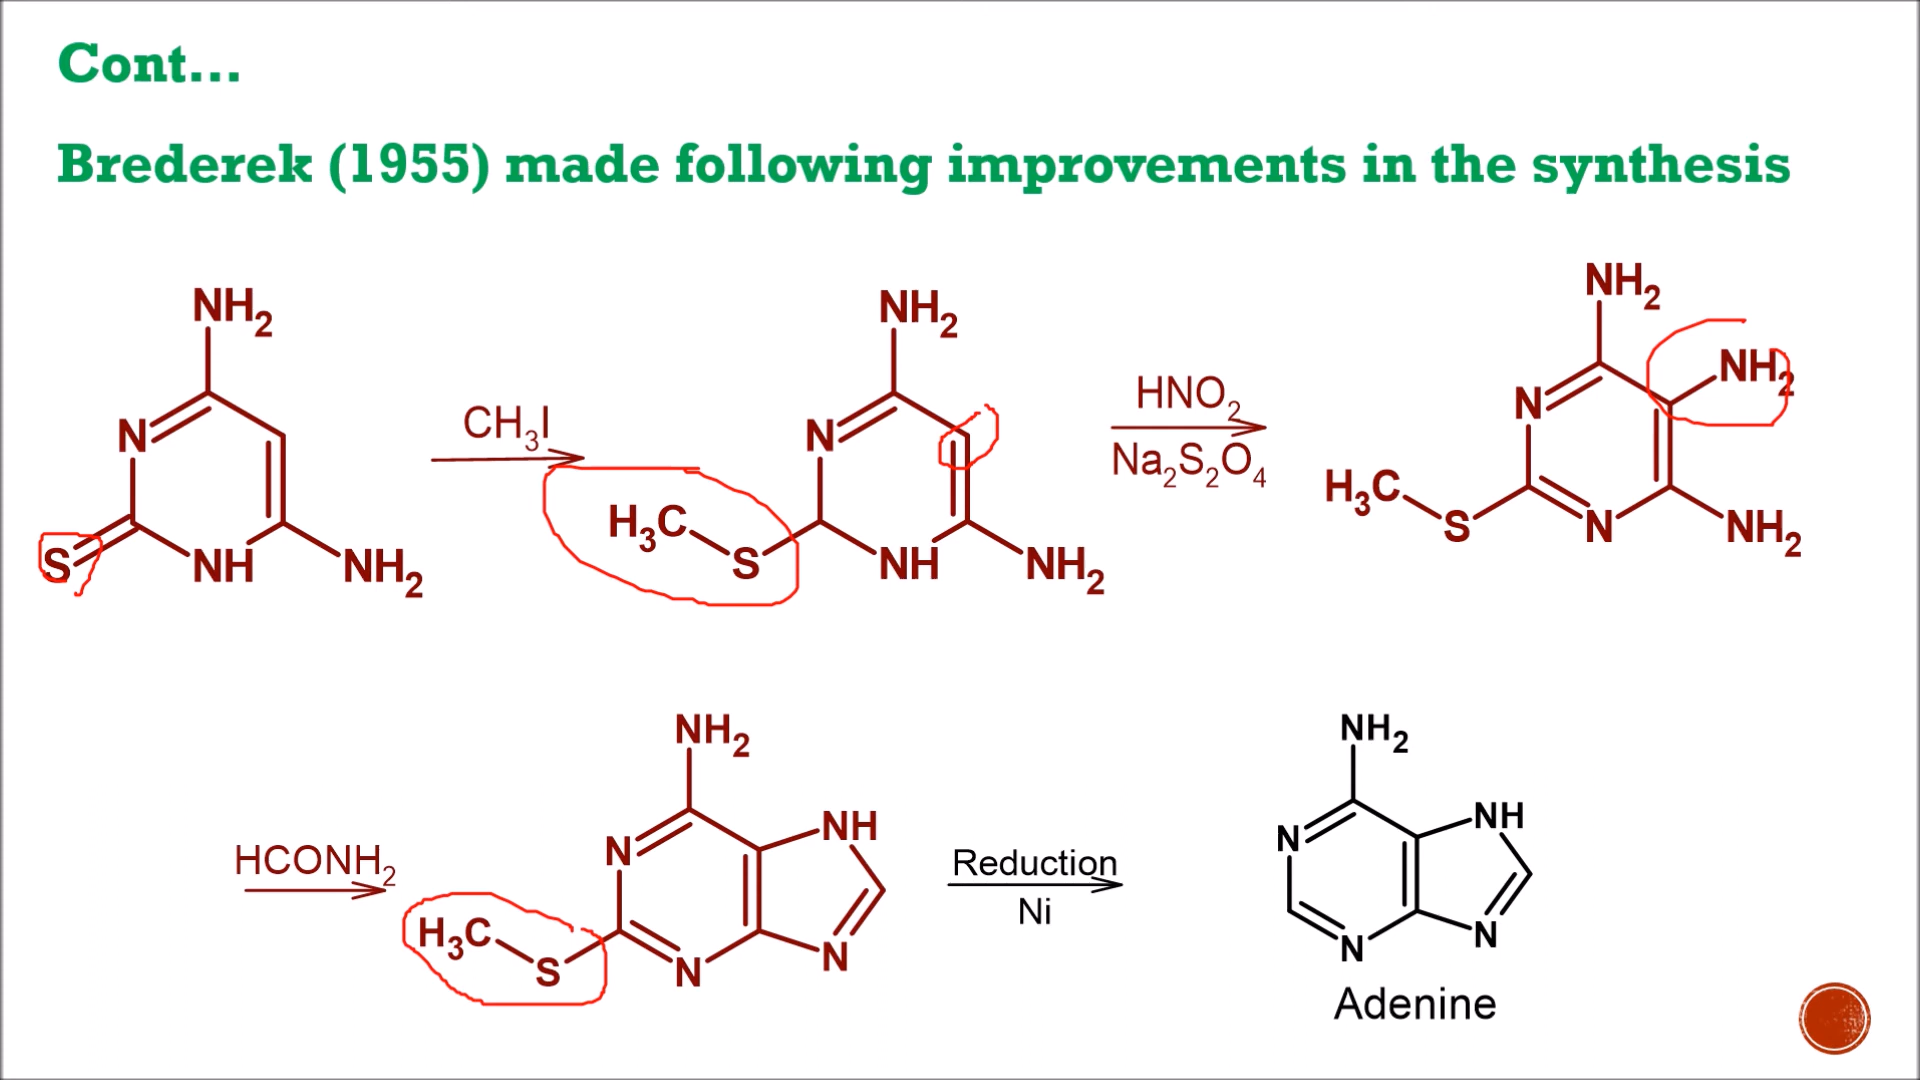 Cont...
Brederek (1955) made following improvements in the synthesis
NH2
N
S
NH
NH2
CH3I
NH2
N
H3C
S
NH
NH2
HNO2
Na2S2O4
NH2
NH2
N
H3C
S
N
NH2
HCONH2
NH2
NH
N
H3C
S
N
N
Reduction
Ni
NH2
NH
N
N
N
Adenine